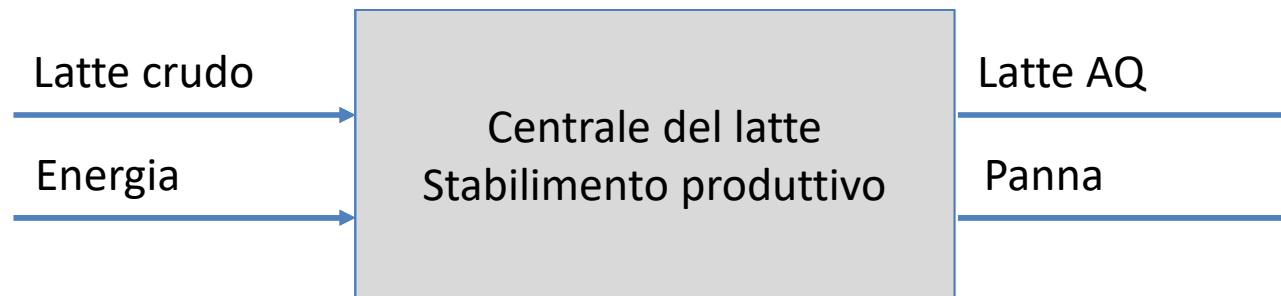 Latte crudo
Energia
Centrale del latte
Stabilimento produttivo
Latte AQ
Panna